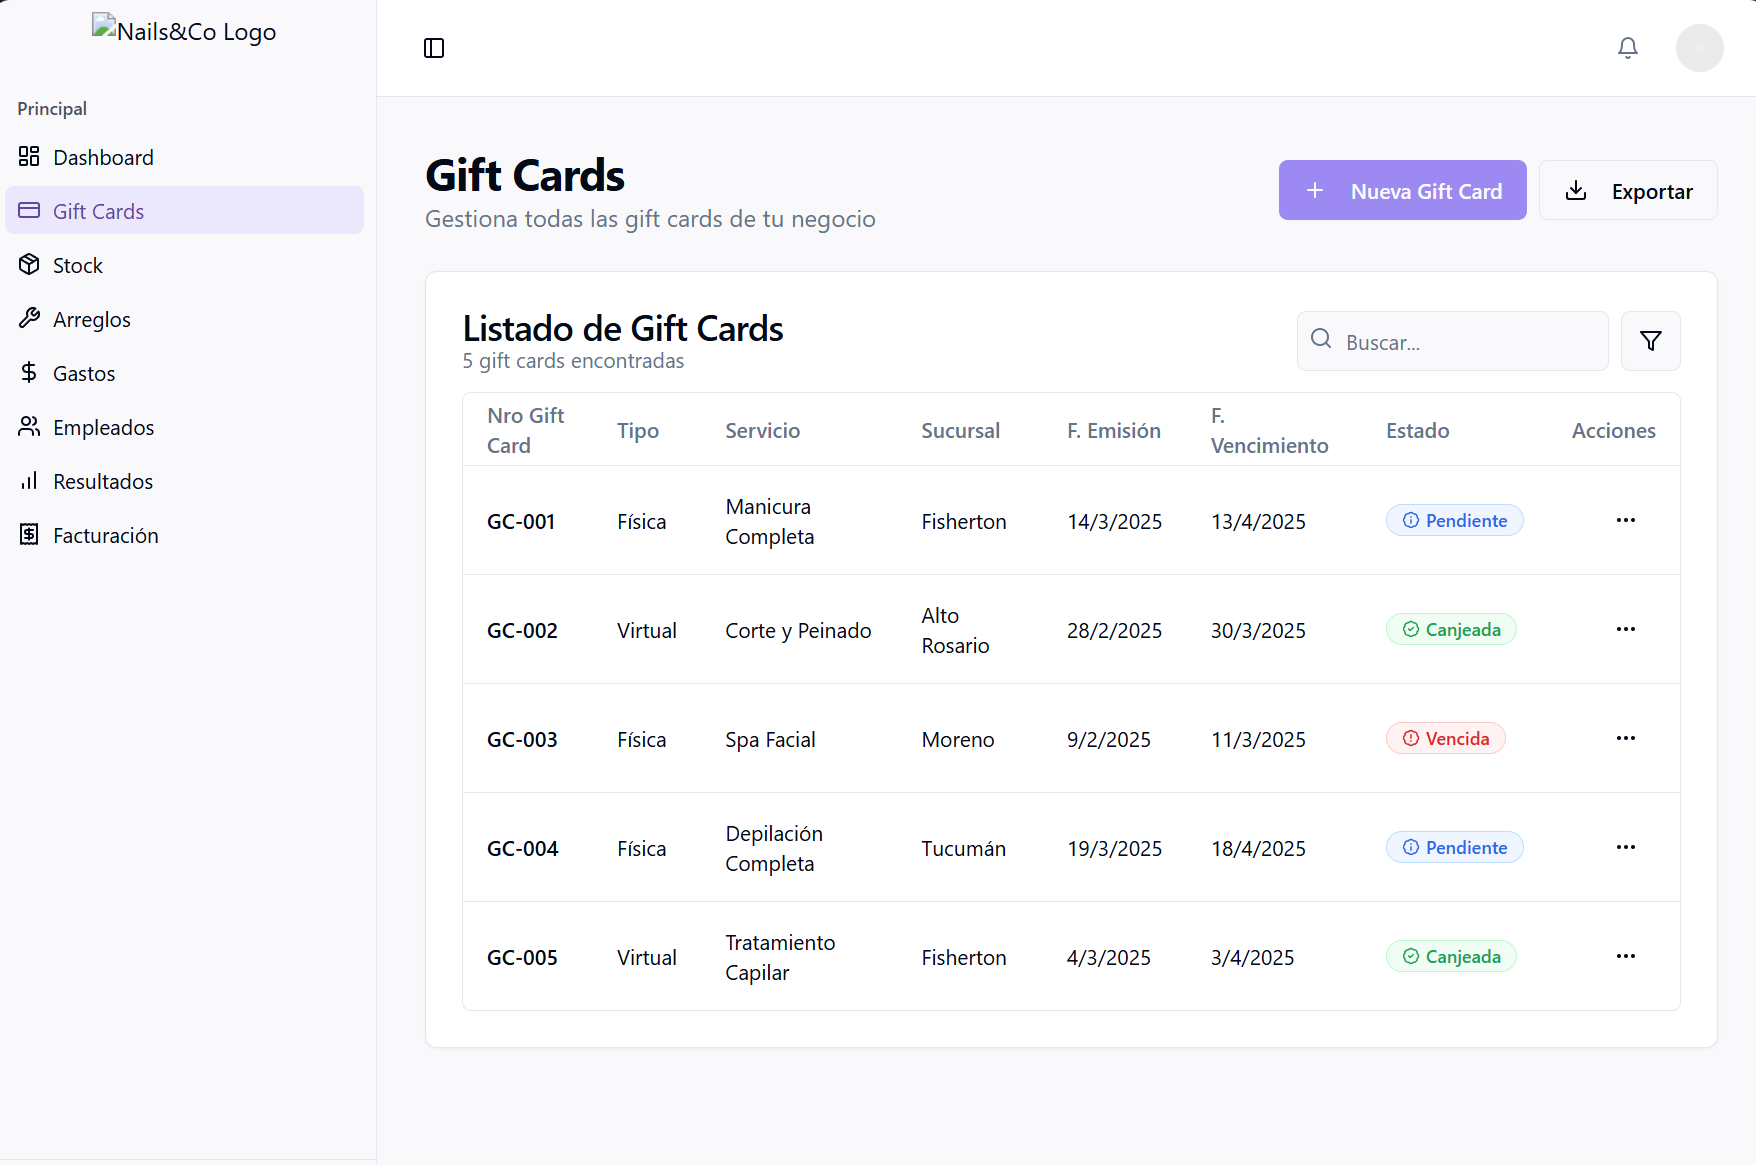 Nails&Co Logo
Principal
Dashboard
Gift Cards
Stock
Arreglos
Gastos
Empleados
Resultados
Facturación
Gift Cards
Gestiona todas las gift cards de tu negocio
Nueva Gift Card
Exportar
Listado de Gift Cards
5 gift cards encontradas
Buscar...
Nro Gift Card Tipo Servicio Sucursal F. Emisión F. Vencimiento Estado Acciones
GC-001 Física Manicura Completa Fisherton 14/3/2025 13/4/2025 Pendiente
GC-002 Virtual Corte y Peinado Alto Rosario 28/2/2025 30/3/2025 Canjeada
GC-003 Física Spa Facial Moreno 9/2/2025 11/3/2025 Vencida
GC-004 Física Depilación Completa Tucumán 19/3/2025 18/4/2025 Pendiente
GC-005 Virtual Tratamiento Capilar Fisherton 4/3/2025 3/4/2025 Canjeada